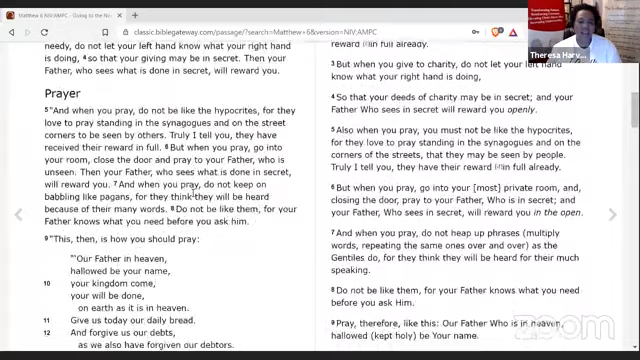 Matthew 6 NIV;AMPC - Going to the No
classic.biblegateway.com/passage/?search=Matthew+6&version=NIV;AMPC
Theresa Harv...
needy, do not let your left hand know what your right hand
is doing, 4 so that your giving may be in secret. Then your
Father, who sees what is done in secret, will reward you.
Prayer
5 "And when you pray, do not be like the hypocrites, for they
love to pray standing in the synagogues and on the street
corners to be seen by others. Truly I tell you, they have
received their reward in full. 6 But when you pray, go into
your room, close the door and pray to your Father, who is
unseen. Then your Father, who sees what is done in secret,
will reward you. 7 And when you pray, do not keep on
babbling like pagans, for they think they will be heard
because of their many words. 8 Do not be like them, for your
Father knows what you need before you ask him.
9 "This, then, is how you should pray:
"'Our Father in heaven,
hallowed be your name,
10 your kingdom come,
your will be done,
on earth as it is in heaven.
11 Give us today our daily bread.
12 And forgive us our debts,
as we also have forgiven our debtors.
reward in full already.
3 But when you give to charity, do not let your left hand
know what your right hand is doing,
4 So that your deeds of charity may be in secret; and your
Father Who sees in secret will reward you openly.
5 Also when you pray, you must not be like the hypocrites,
for they love to pray standing in the synagogues and on the
corners of the streets, that they may be seen by people.
Truly I tell you, they have their reward in full already.
6 But when you pray, go into your [most] private room, and,
closing the door, pray to your Father, Who is in secret; and
your Father, Who sees in secret, will reward you in the open.
7 And when you pray, do not heap up phrases (multiply
words, repeating the same ones over and over) as the
Gentiles do, for they think they will be heard for their much
speaking.
8 Do not be like them, for your Father knows what you need
before you ask Him.
9 Pray, therefore, like this: Our Father Who is in heaven,
hallowed (kept holy) be Your name.
zoom